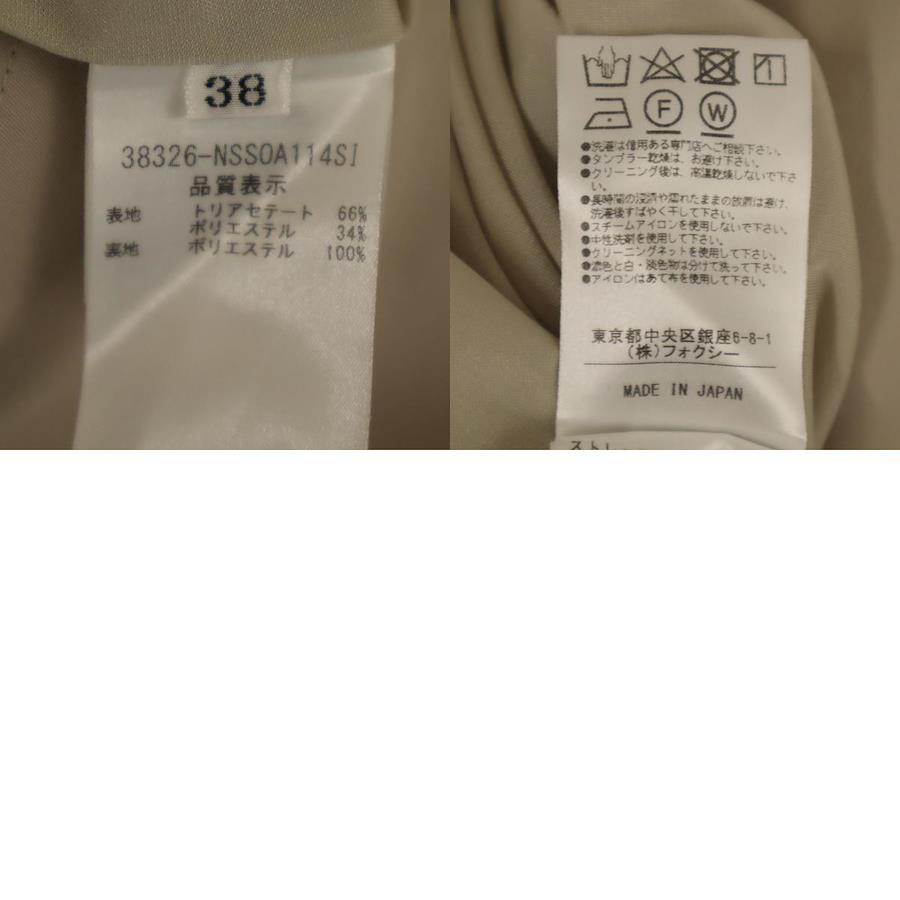 38
38326-NSSOA114SI
品質表示
表地 トリアセテート 66%
ポリエステル 34%
裏地 ポリエステル 100%
1
F W
●洗濯は信用ある専門店へご相談下さい。
●タンブラー乾燥は、お避け下さい。
●クリーニング後は、高温乾燥しないで下さ
い。
●長時間の浸漬や濡れたままの放置は避け、
洗濯後すばやく干して下さい。
●スチームアイロンを使用しないで下さい。
●中性洗剤を使用して下さい。
●クリーニングネットを使用して下さい。
●濃色と白・淡色物は分けて洗って下さい。
●アイロンはあて布を使用して下さい。
東京都中央区銀座6-8-1
(株)フォクシー
MADE IN JAPAN